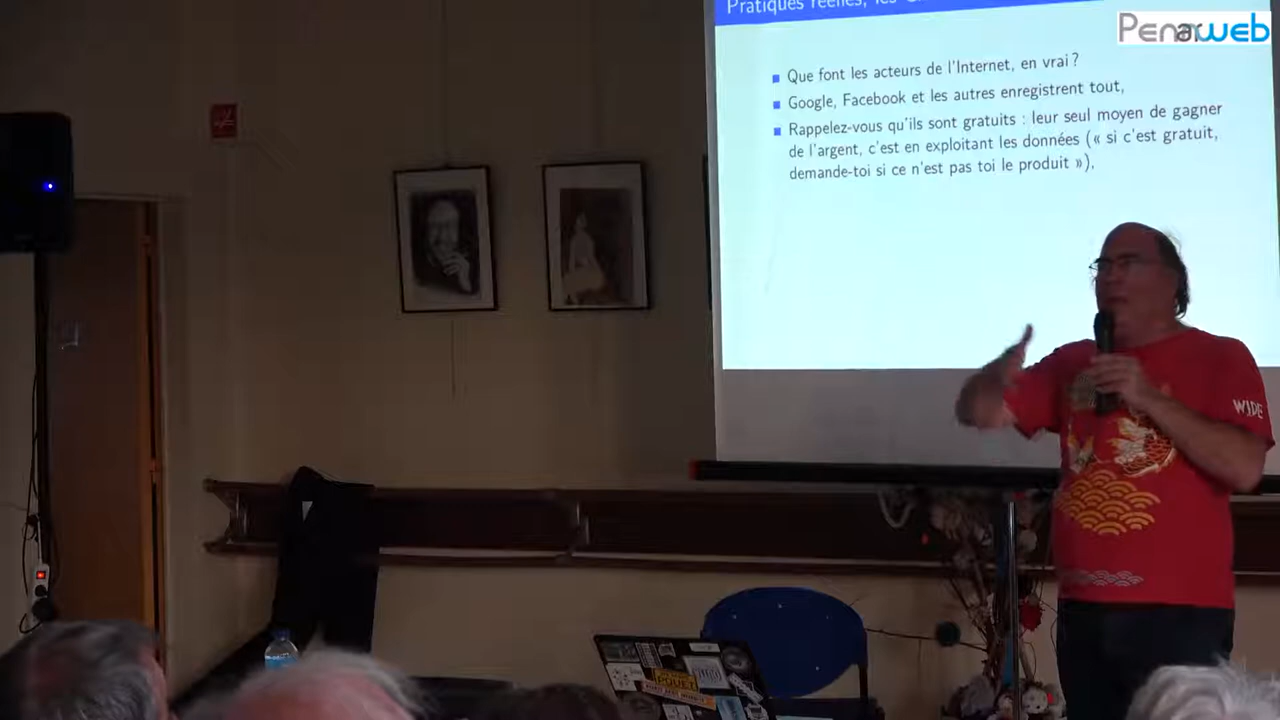 Pratiques réelles, les
Penarweb
Que font les acteurs de l'Internet, en vrai ?
Google, Facebook et les autres enregistrent tout,
Rappelez-vous qu'ils sont gratuits : leur seul moyen de gagner
de l'argent, c'est en exploitant les données (« si c'est gratuit,
demande-toi si ce n'est pas toi le produit »),
WIDE
POUET